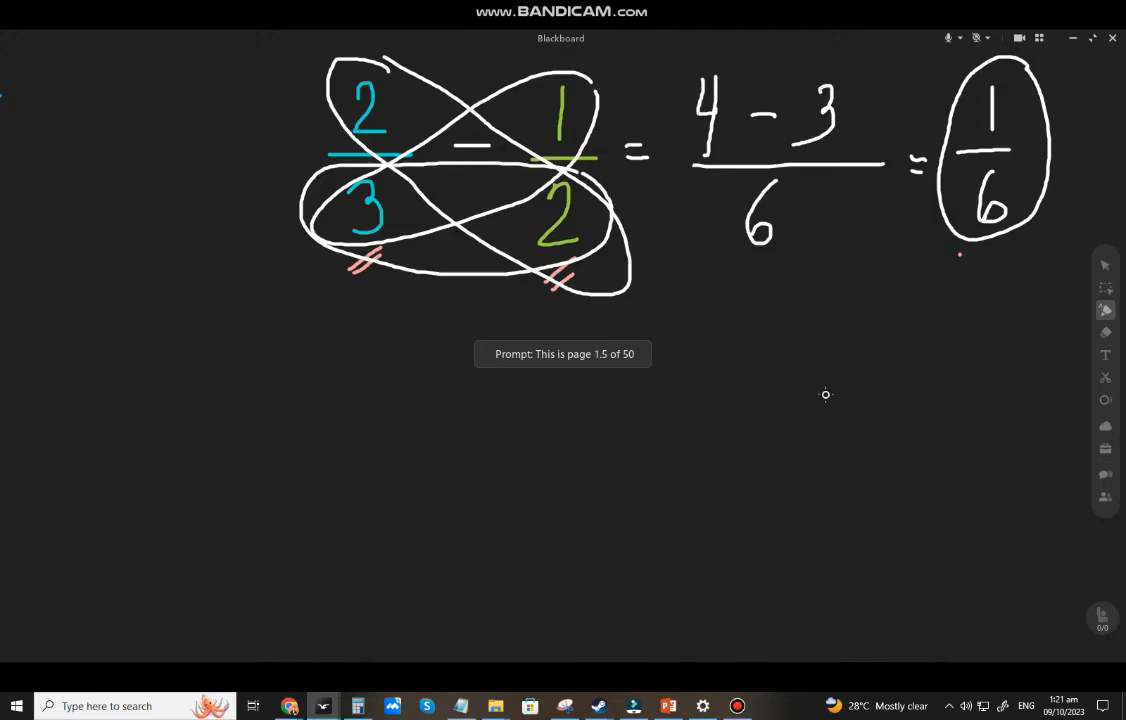 WWW.BANDICAM.COM
Blackboard
2/3 - 1/2 = (4 - 3)/6 = 1/6
Prompt: This is page 1.5 of 50
0/0
Type here to search
28°C Mostly clear
ENG
1:21 am
09/10/2023